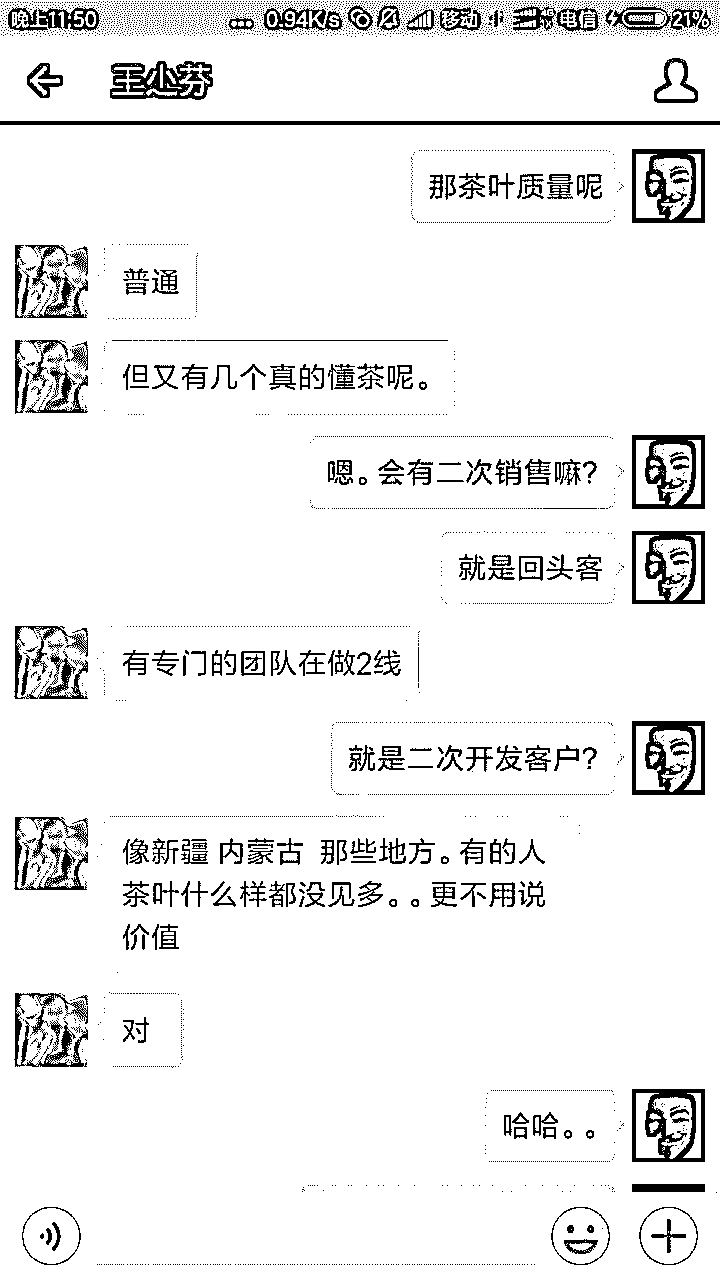 晚上11:50
... 0.94K/s 移动 电信 21%
王小芬
那茶叶质量呢
普通
但又有几个真的懂茶呢。
嗯。会有二次销售嘛?
就是回头客
有专门的团队在做2线
就是二次开发客户?
像新疆 内蒙古 那些地方。有的人
茶叶什么样都没见多。。更不用说
价值
对
哈哈。。